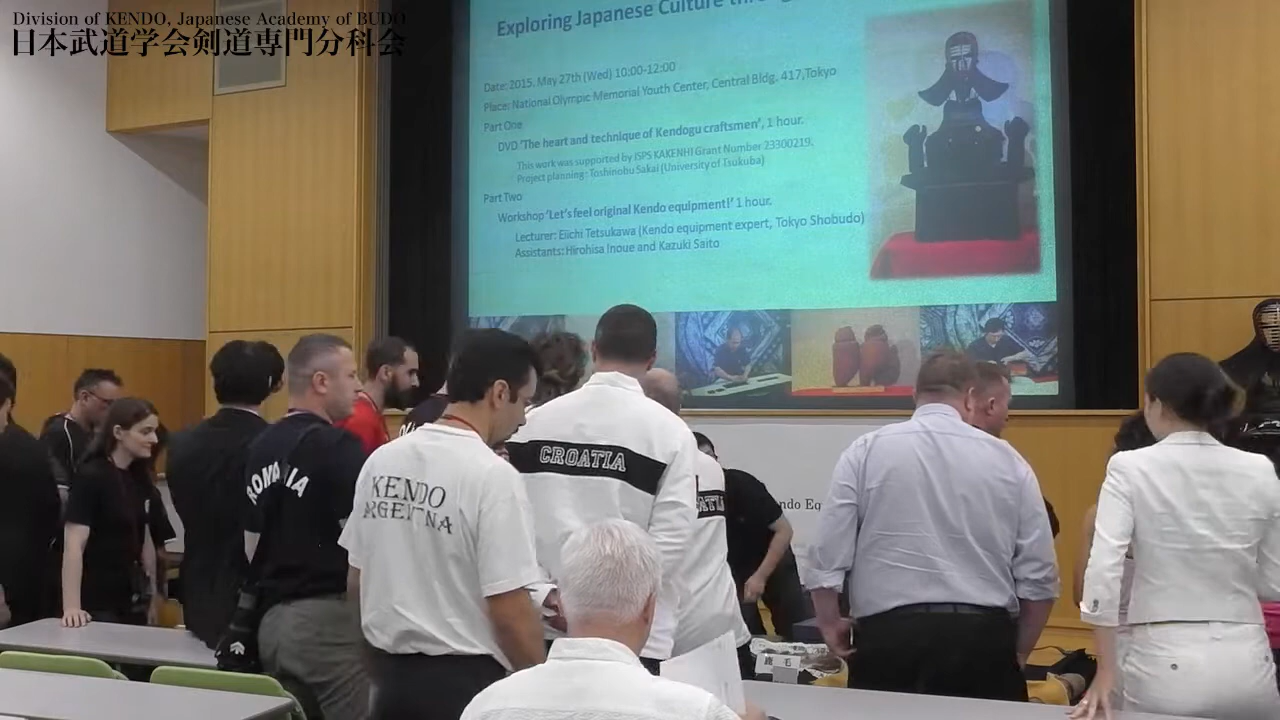 Division of KENDO, Japanese Academy of BUDO
日本武道学会剣道専門分科会
Exploring Japanese Culture through
Date: 2015. May 27th (Wed) 10:00-12:00
Place: National Olympic Memorial Youth Center, Central Bldg. 417,Tokyo
Part One
DVD 'The heart and technique of Kendogu craftsmen', 1 hour.
This work was supported by JSPS KAKENHI Grant Number 23300219.
Project planning: Toshinobu Sakai (University of Tsukuba)
Part Two
Workshop 'Let's feel original Kendo equipment!' 1 hour.
Lecturer: Eiichi Tetsukawa (Kendo equipment expert, Tokyo Shobudo)
Assistants: Hirohisa Inoue and Kazuki Saito
CROATIA
ROMANIA
KENDO
ARGENTINA
鹿毛